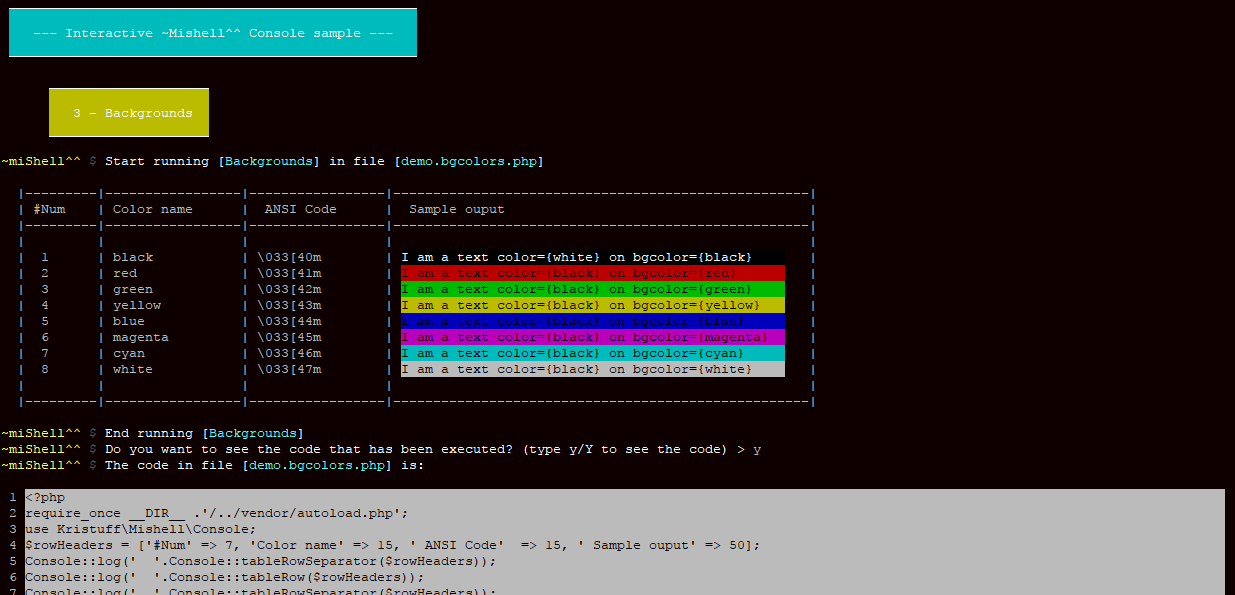 --- Interactive ~Mishell^^ Console sample ---
3 - Backgrounds
~miShell^^ $ Start running [Backgrounds] in file [demo.bgcolors.php]
|---------|-----------------|-----------------|----------------------------------------------------|
| #Num    | Color name      |  ANSI Code      |  Sample ouput                                      |
|---------|-----------------|-----------------|----------------------------------------------------|
|         |                 |                 |                                                    |
|  1      | black           | \033[40m        | I am a text color={white} on bgcolor={black}       |
|  2      | red             | \033[41m        | I am a text color={black} on bgcolor={red}         |
|  3      | green           | \033[42m        | I am a text color={black} on bgcolor={green}       |
|  4      | yellow          | \033[43m        | I am a text color={black} on bgcolor={yellow}      |
|  5      | blue            | \033[44m        | I am a text color={black} on bgcolor={blue}        |
|  6      | magenta         | \033[45m        | I am a text color={black} on bgcolor={magenta}     |
|  7      | cyan            | \033[46m        | I am a text color={black} on bgcolor={cyan}        |
|  8      | white           | \033[47m        | I am a text color={black} on bgcolor={white}       |
|         |                 |                 |                                                    |
|---------|-----------------|-----------------|----------------------------------------------------|
~miShell^^ $ End running [Backgrounds]
~miShell^^ $ Do you want to see the code that has been executed? (type y/Y to see the code) > y
~miShell^^ $ The code in file [demo.bgcolors.php] is:
1 <?php
2 require_once __DIR__ .'/../vendor/autoload.php';
3 use Kristuff\Mishell\Console;
4 $rowHeaders = ['#Num' => 7, 'Color name' => 15, ' ANSI Code'  => 15, ' Sample ouput' => 50];
5 Console::log('  '.Console::tableRowSeparator($rowHeaders));
6 Console::log('  '.Console::tableRow($rowHeaders));
7 Console::log('  '.Console::tableRowSeparator($rowHeaders));